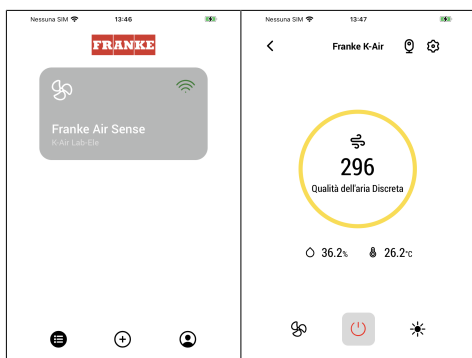 Nessuna SIM 13:46
FRANKE
Franke Air Sense
K-Air Lab-Ele
Nessuna SIM 13:47
Franke K-Air
296
Qualità dell'aria Discreta
36.2% 26.2°C